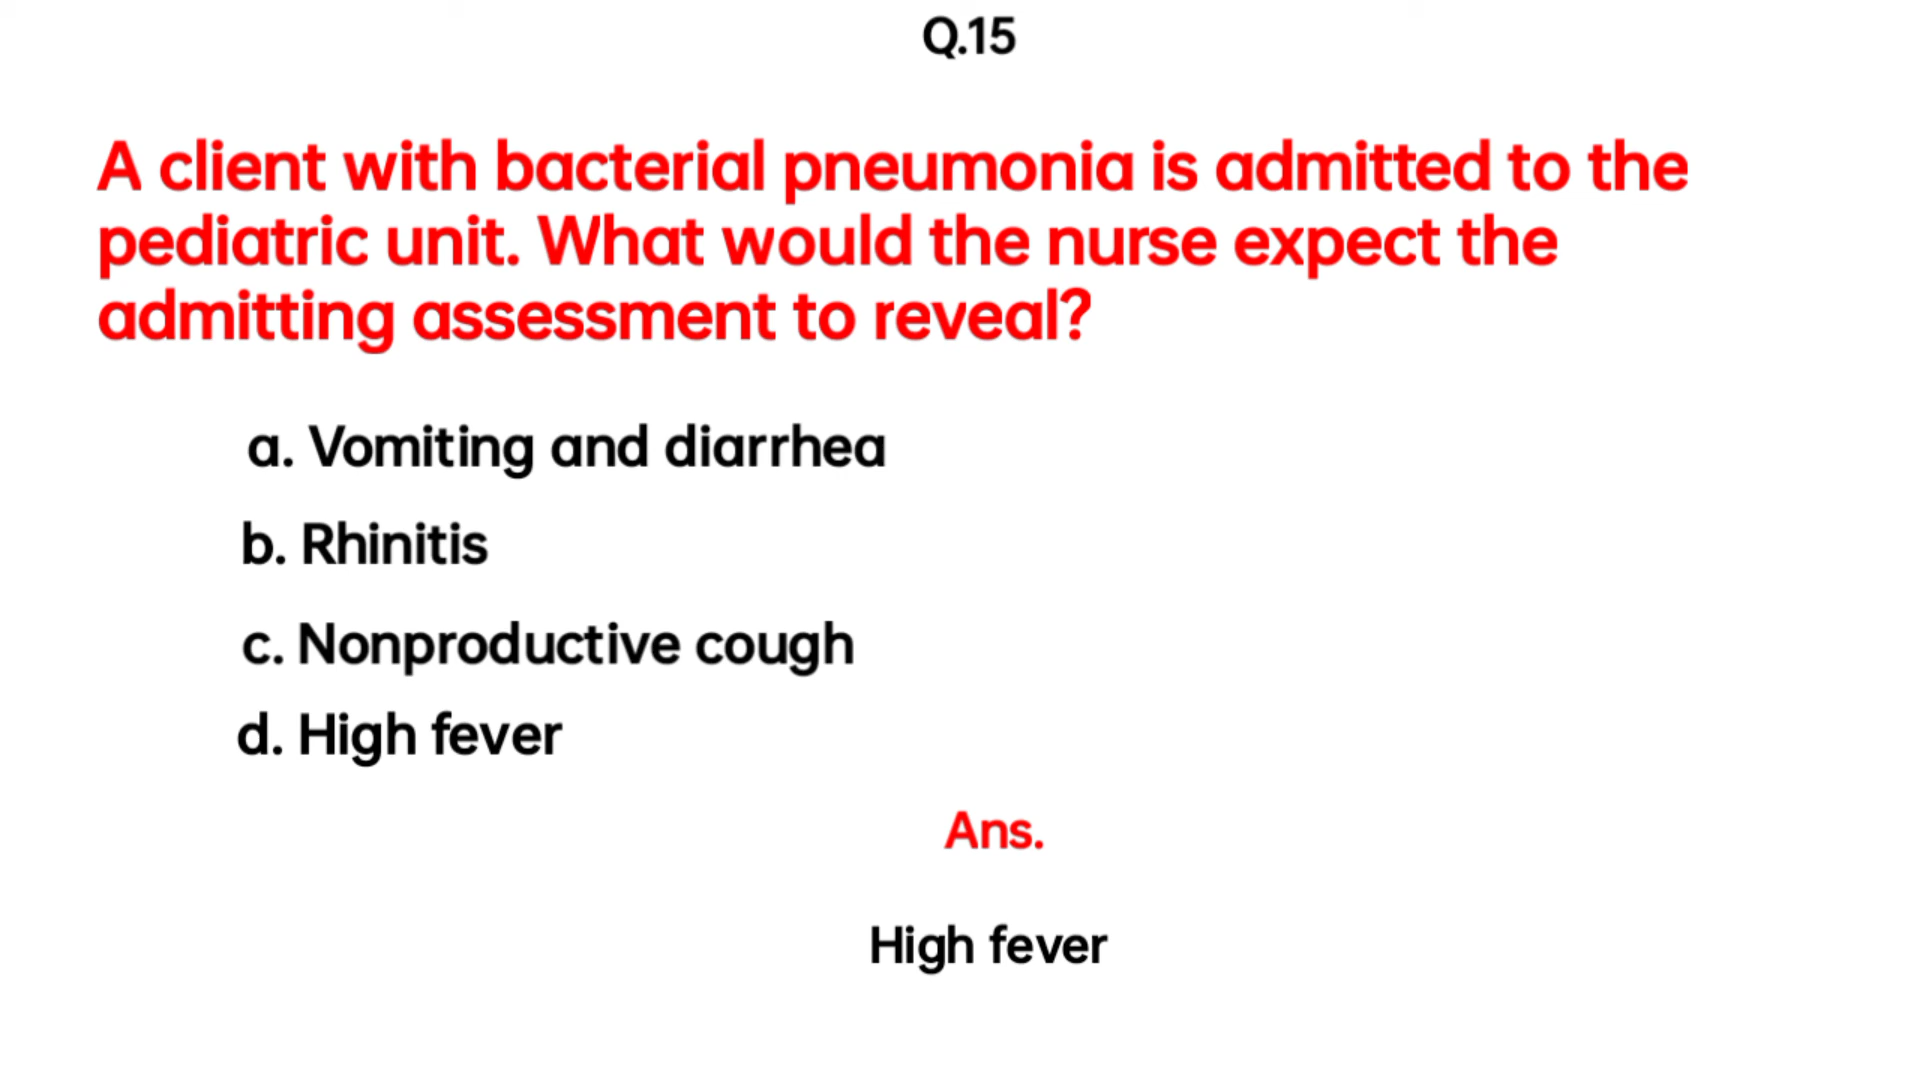 Q.15
A client with bacterial pneumonia is admitted to the
pediatric unit. What would the nurse expect the
admitting assessment to reveal?
a. Vomiting and diarrhea
b. Rhinitis
c. Nonproductive cough
d. High fever
Ans.
High fever